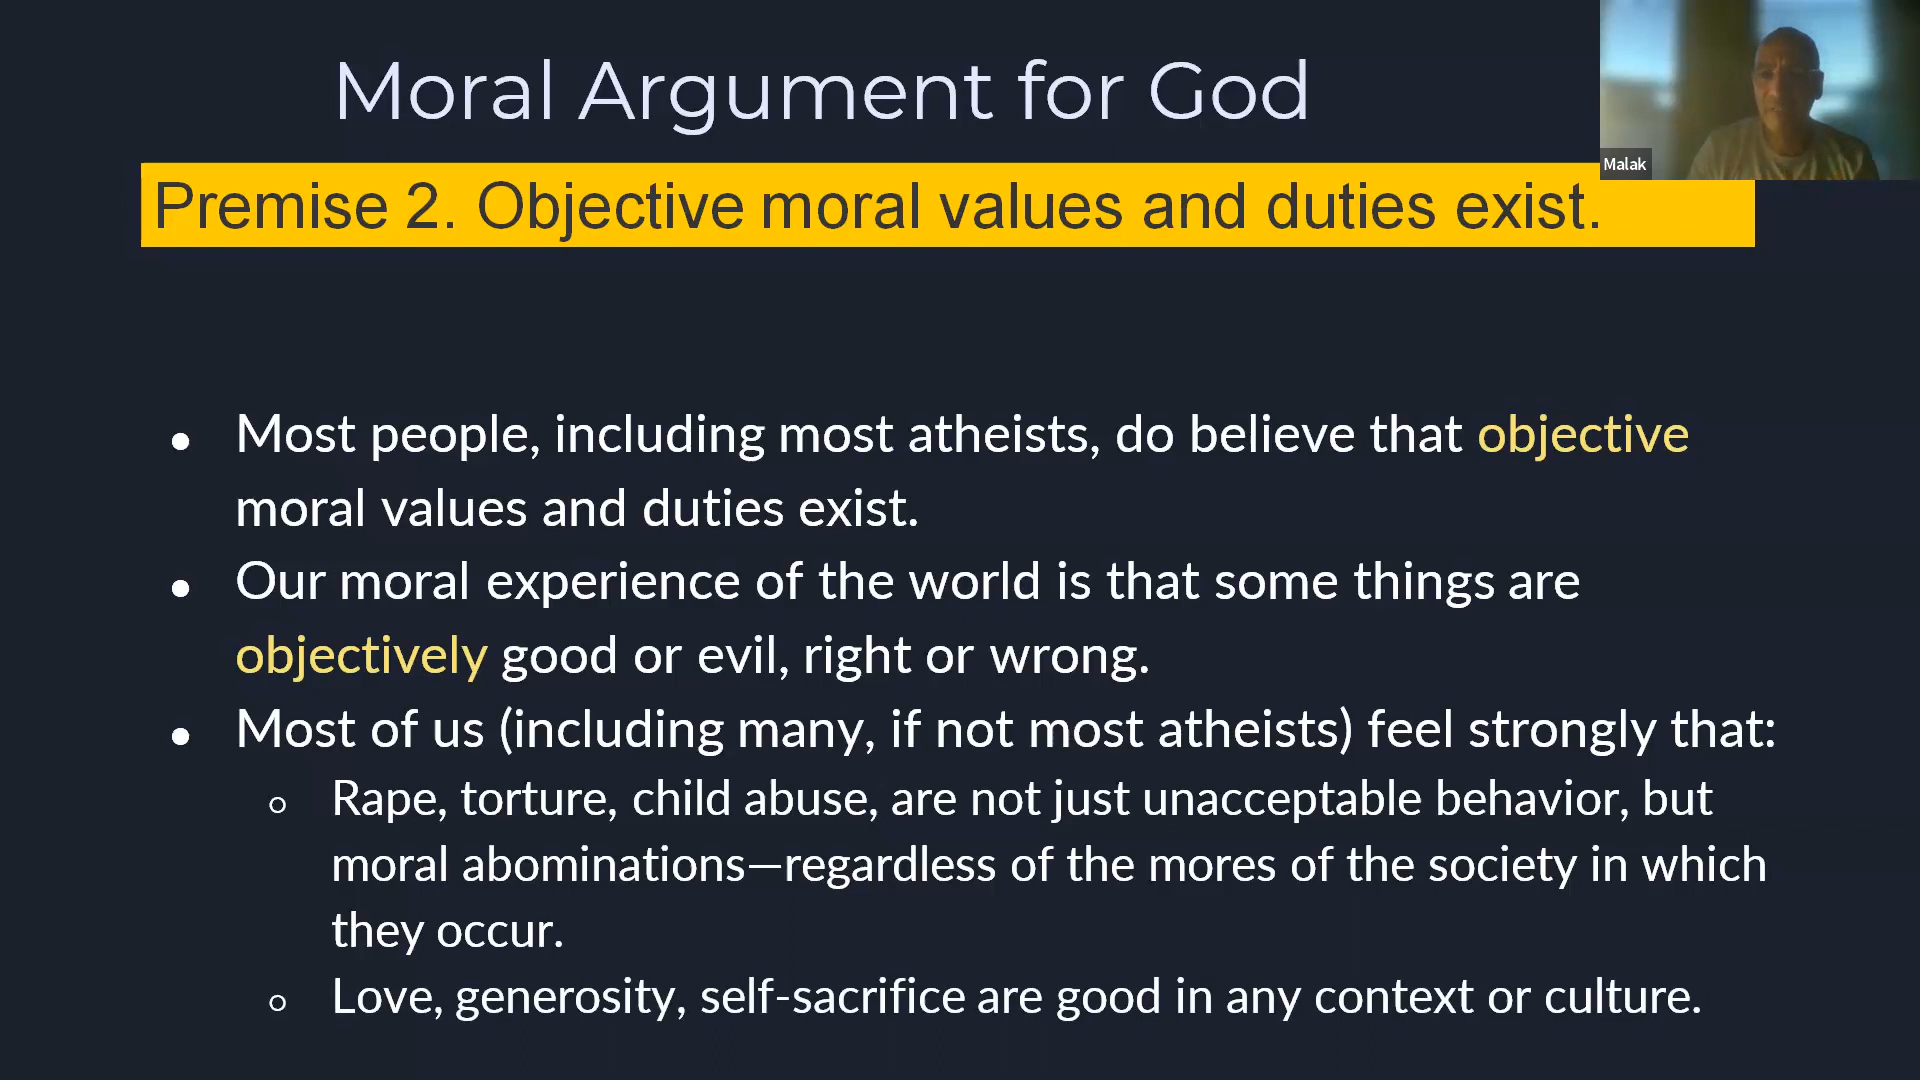 Moral Argument for God
Malak
Premise 2. Objective moral values and duties exist.
● Most people, including most atheists, do believe that objective
moral values and duties exist.
● Our moral experience of the world is that some things are
objectively good or evil, right or wrong.
● Most of us (including many, if not most atheists) feel strongly that:
○ Rape, torture, child abuse, are not just unacceptable behavior, but
moral abominations—regardless of the mores of the society in which
they occur.
○ Love, generosity, self-sacrifice are good in any context or culture.